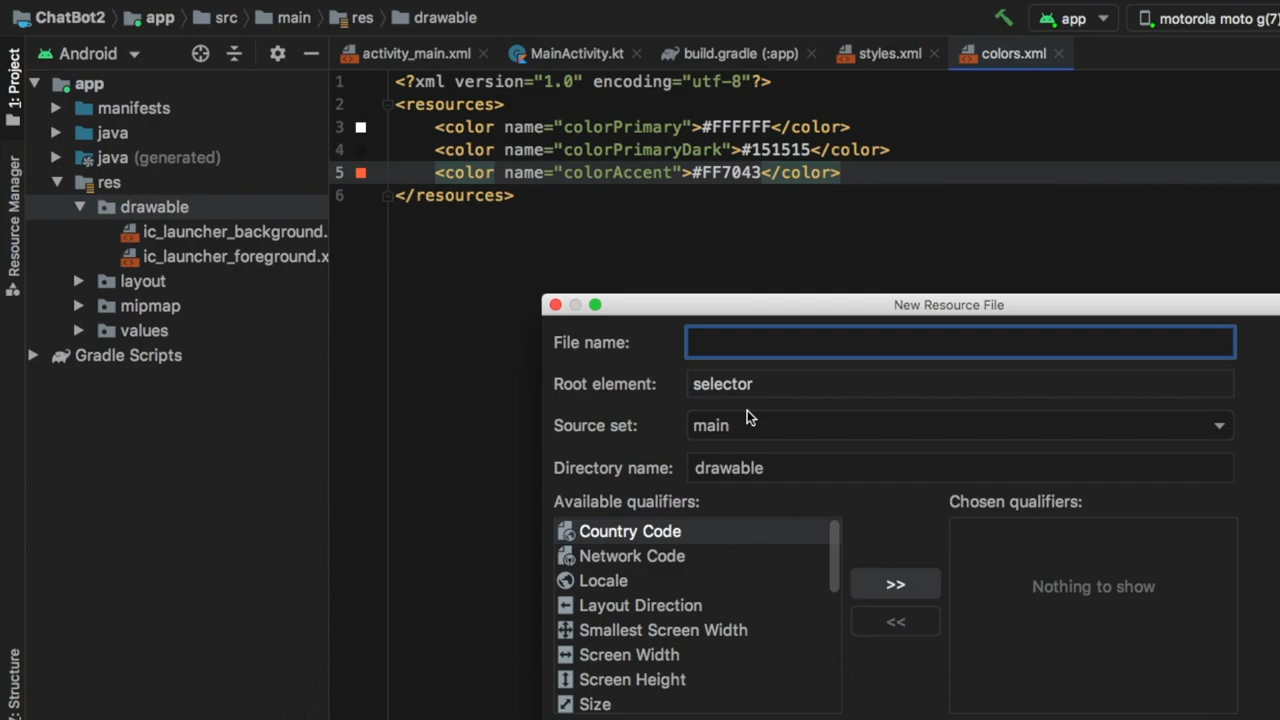 ChatBot2 app src main res drawable app motorola moto g(7)
Android activity_main.xml MainActivity.kt build.gradle (:app) styles.xml colors.xml
1: Project
Resource Manager
7: Structure
app
manifests
java
java (generated)
res
drawable
ic_launcher_background.
ic_launcher_foreground.x
layout
mipmap
values
Gradle Scripts
1 <?xml version="1.0" encoding="utf-8"?>
2 <resources>
3 <color name="colorPrimary">#FFFFFF</color>
4 <color name="colorPrimaryDark">#151515</color>
5 <color name="colorAccent">#FF7043</color>
6 </resources>
New Resource File
File name:
Root element: selector
Source set: main
Directory name: drawable
Available qualifiers: Chosen qualifiers:
Country Code
Network Code
Locale
Layout Direction
Smallest Screen Width
Screen Width
Screen Height
Size
>>
<<
Nothing to show